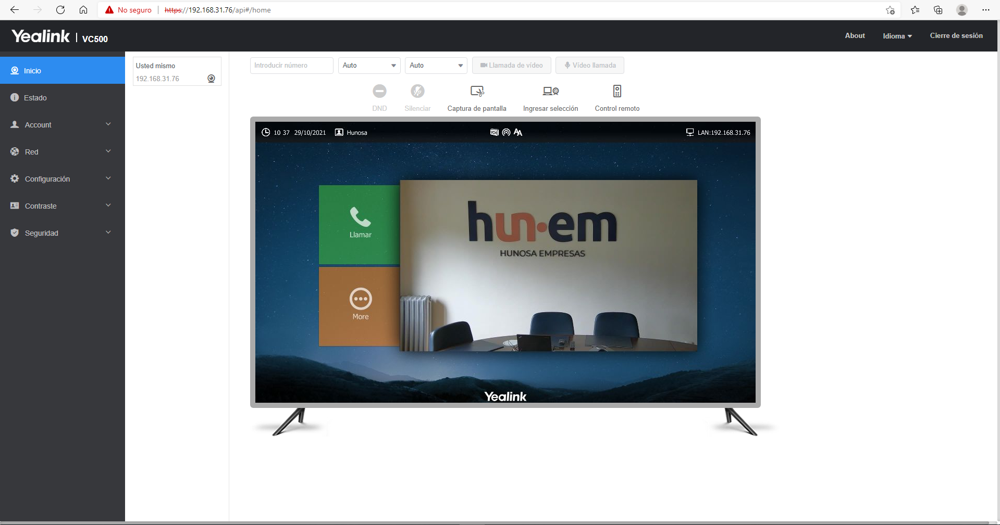 No seguro
https://192.168.31.76/api#/home
Yealink | VC500
About
Idioma
Cierre de sesión
Inicio
Estado
Account
Red
Configuración
Contraste
Seguridad
Usted mismo
192.168.31.76
Introducir número
Auto
Auto
Llamada de vídeo
Vídeo llamada
DND
Silenciar
Captura de pantalla
Ingresar selección
Control remoto
10 37 29/10/2021
Hunosa
VCH
AA
LAN:192.168.31.76
Llamar
More
hun·em
HUNOSA EMPRESAS
Yealink